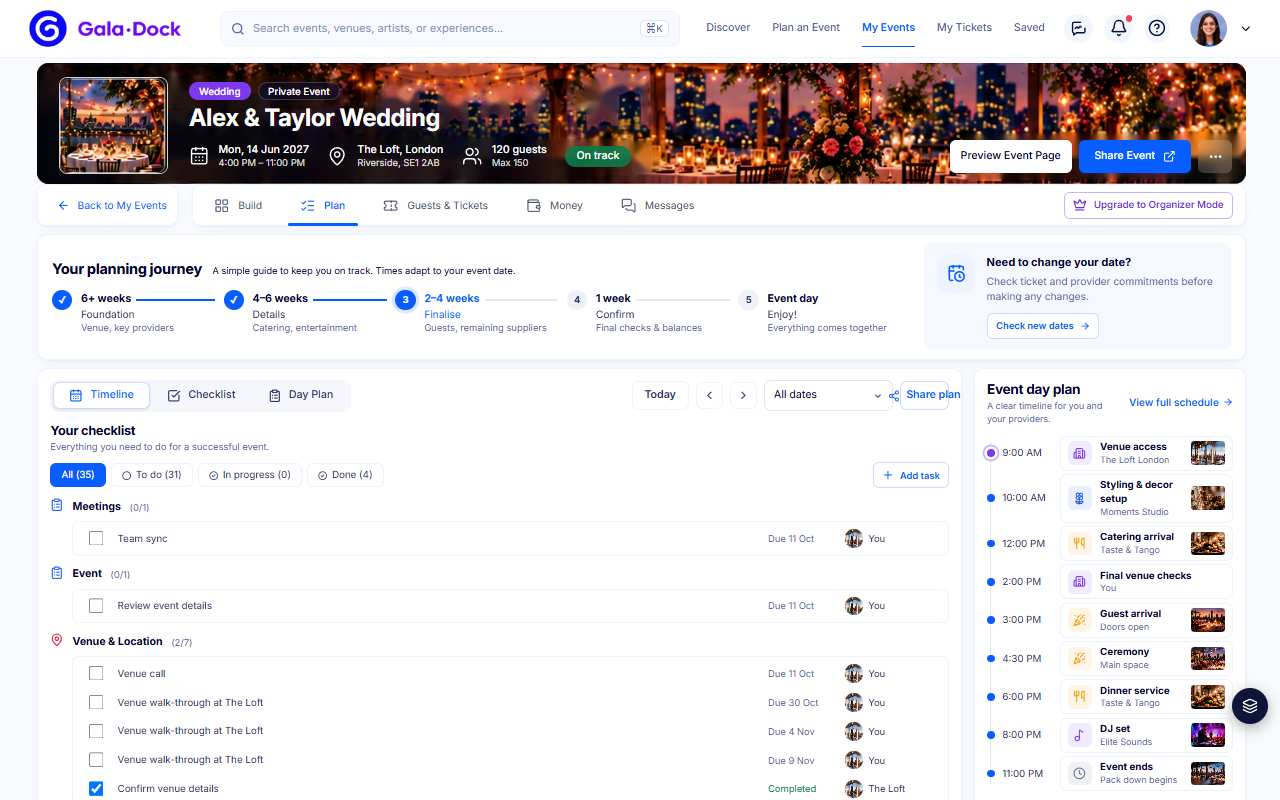 Gala·Dock
Search events, venues, artists, or experiences...
⌘K
Discover
Plan an Event
My Events
My Tickets
Saved
Wedding
Private Event
Alex & Taylor Wedding
Mon, 14 Jun 2027
4:00 PM – 11:00 PM
The Loft, London
Riverside, SE1 2AB
120 guests
Max 150
On track
Preview Event Page
Share Event
...
Back to My Events
Build
Plan
Guests & Tickets
Money
Messages
Upgrade to Organizer Mode
Your planning journey
A simple guide to keep you on track. Times adapt to your event date.
6+ weeks
Foundation
Venue, key providers
4–6 weeks
Details
Catering, entertainment
3
2–4 weeks
Finalise
Guests, remaining suppliers
4
1 week
Confirm
Final checks & balances
5
Event day
Enjoy!
Everything comes together
Need to change your date?
Check ticket and provider commitments before
making any changes.
Check new dates
Timeline
Checklist
Day Plan
Today
All dates
Share plan
Your checklist
Everything you need to do for a successful event.
All (35)
To do (31)
In progress (0)
Done (4)
Add task
Meetings (0/1)
Team sync
Due 11 Oct
You
Event (0/1)
Review event details
Due 11 Oct
You
Venue & Location (2/7)
Venue call
Due 11 Oct
You
Venue walk-through at The Loft
Due 30 Oct
You
Venue walk-through at The Loft
Due 4 Nov
You
Venue walk-through at The Loft
Due 9 Nov
You
Confirm venue details
Completed
The Loft
Event day plan
A clear timeline for you and
your providers.
View full schedule
9:00 AM
Venue access
The Loft London
10:00 AM
Styling & decor
setup
Moments Studio
12:00 PM
Catering arrival
Taste & Tango
2:00 PM
Final venue checks
You
3:00 PM
Guest arrival
Doors open
4:30 PM
Ceremony
Main space
6:00 PM
Dinner service
Taste & Tango
8:00 PM
DJ set
Elite Sounds
11:00 PM
Event ends
Pack down begins